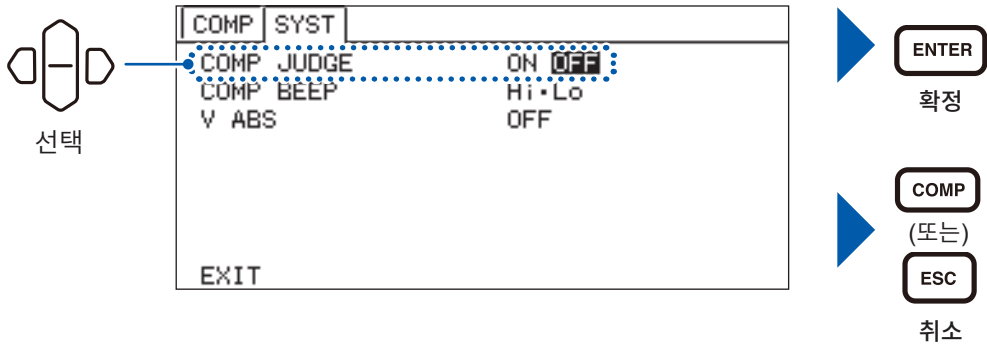 COMP SYST
COMP JUDGE ON OFF
COMP BEEP Hi・Lo
V ABS OFF
EXIT
선택
ENTER
확정
COMP
(또는)
ESC
취소